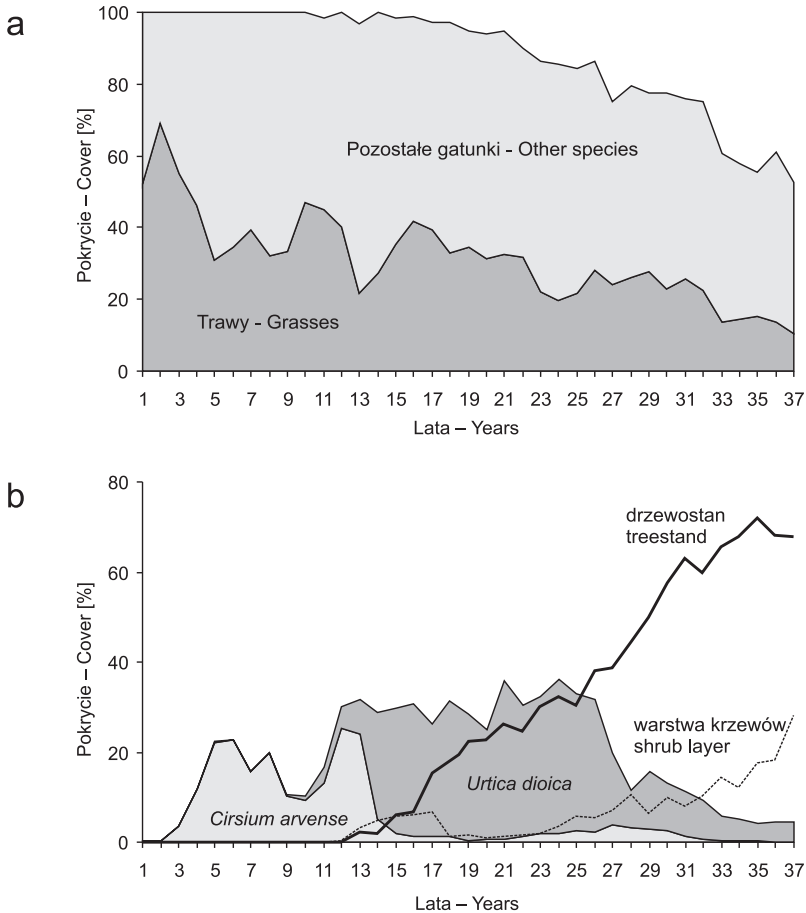 a
100
80
60
40
20
0
Pokrycie – Cover [%]
Pozostałe gatunki - Other species
Trawy - Grasses
1 3 5 7 9 11 13 15 17 19 21 23 25 27 29 31 33 35 37
Lata – Years
b
80
60
40
20
0
Pokrycie – Cover [%]
drzewostan
treestand
warstwa krzewów
shrub layer
Urtica dioica
Cirsium arvense
1 3 5 7 9 11 13 15 17 19 21 23 25 27 29 31 33 35 37
Lata – Years